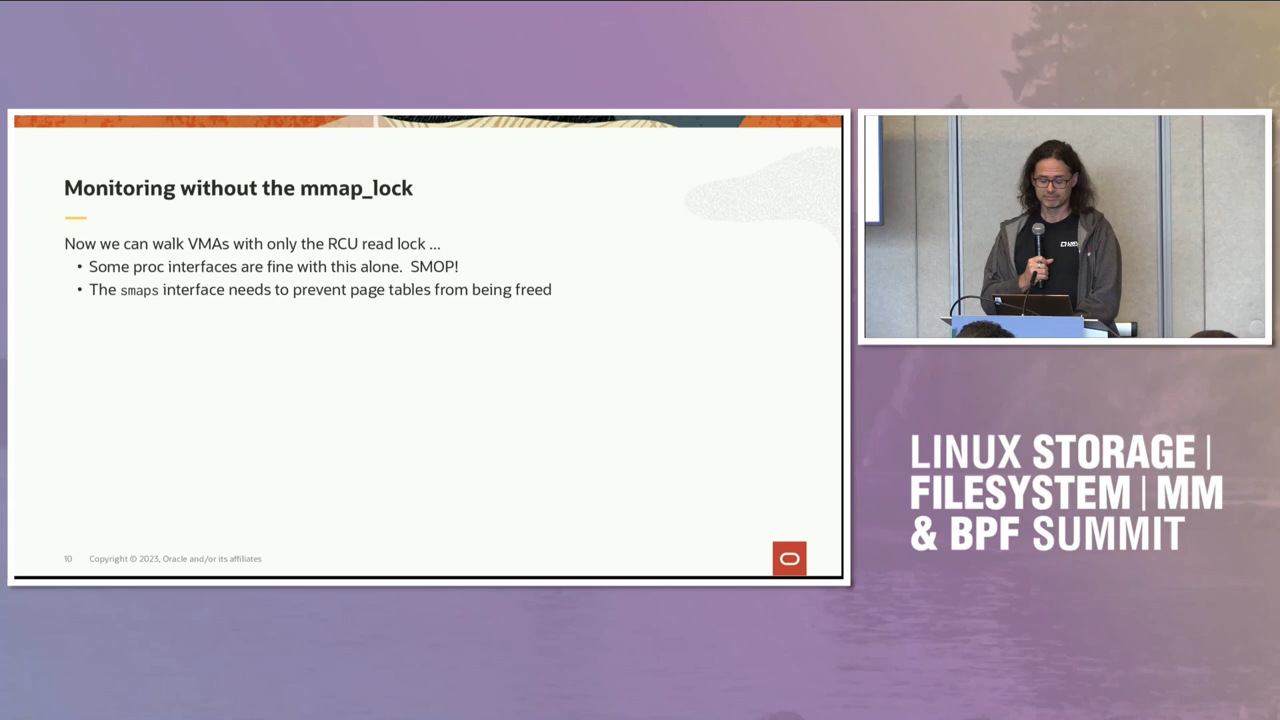 Monitoring without the mmap_lock
Now we can walk VMAs with only the RCU read lock ...
• Some proc interfaces are fine with this alone.  SMOP!
• The smaps interface needs to prevent page tables from being freed
10 Copyright © 2023, Oracle and/or its affiliates
LINUX STORAGE |
FILESYSTEM | MM
& BPF SUMMIT